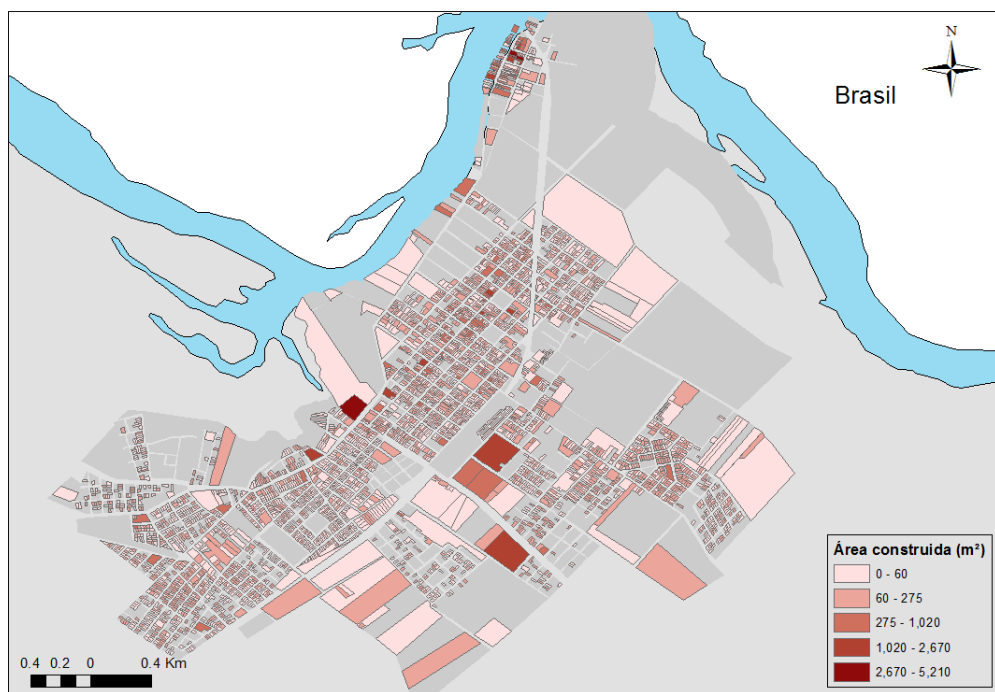 N
Brasil
Área construida (m²)
0 - 60
60 - 275
275 - 1,020
1,020 - 2,670
2,670 - 5,210
0.4 0.2 0 0.4 Km